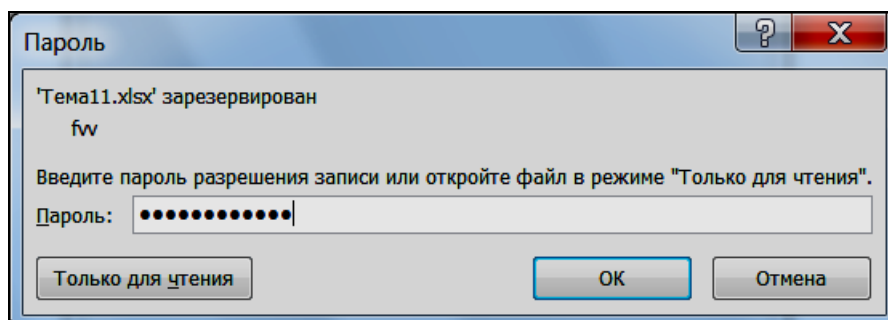 Пароль
'Тема11.xlsx' зарезервирован
fvv
Введите пароль разрешения записи или откройте файл в режиме "Только для чтения".
Пароль: ●●●●●●●●●●●●
Только для чтения
ОК
Отмена